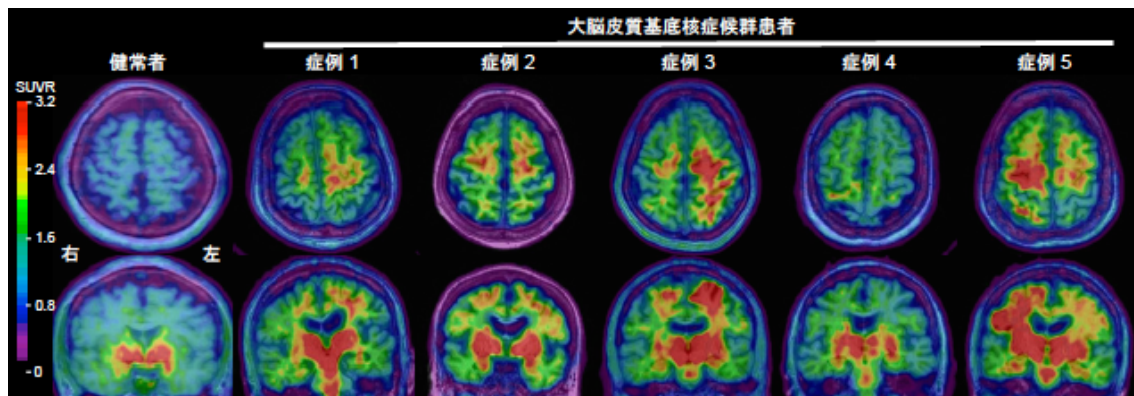 大脳皮質基底核症候群患者
健常者
症例 1
症例 2
症例 3
症例 4
症例 5
SUVR
3.2
2.4
1.6
0.8
0
右
左